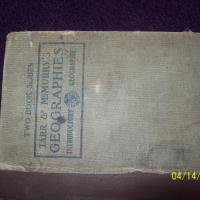 TWO BOOK SERIES
TARR & McMURRY'S
GEOGRAPHIES
INTRODUCTORY GEOGRAPHY
04/14/